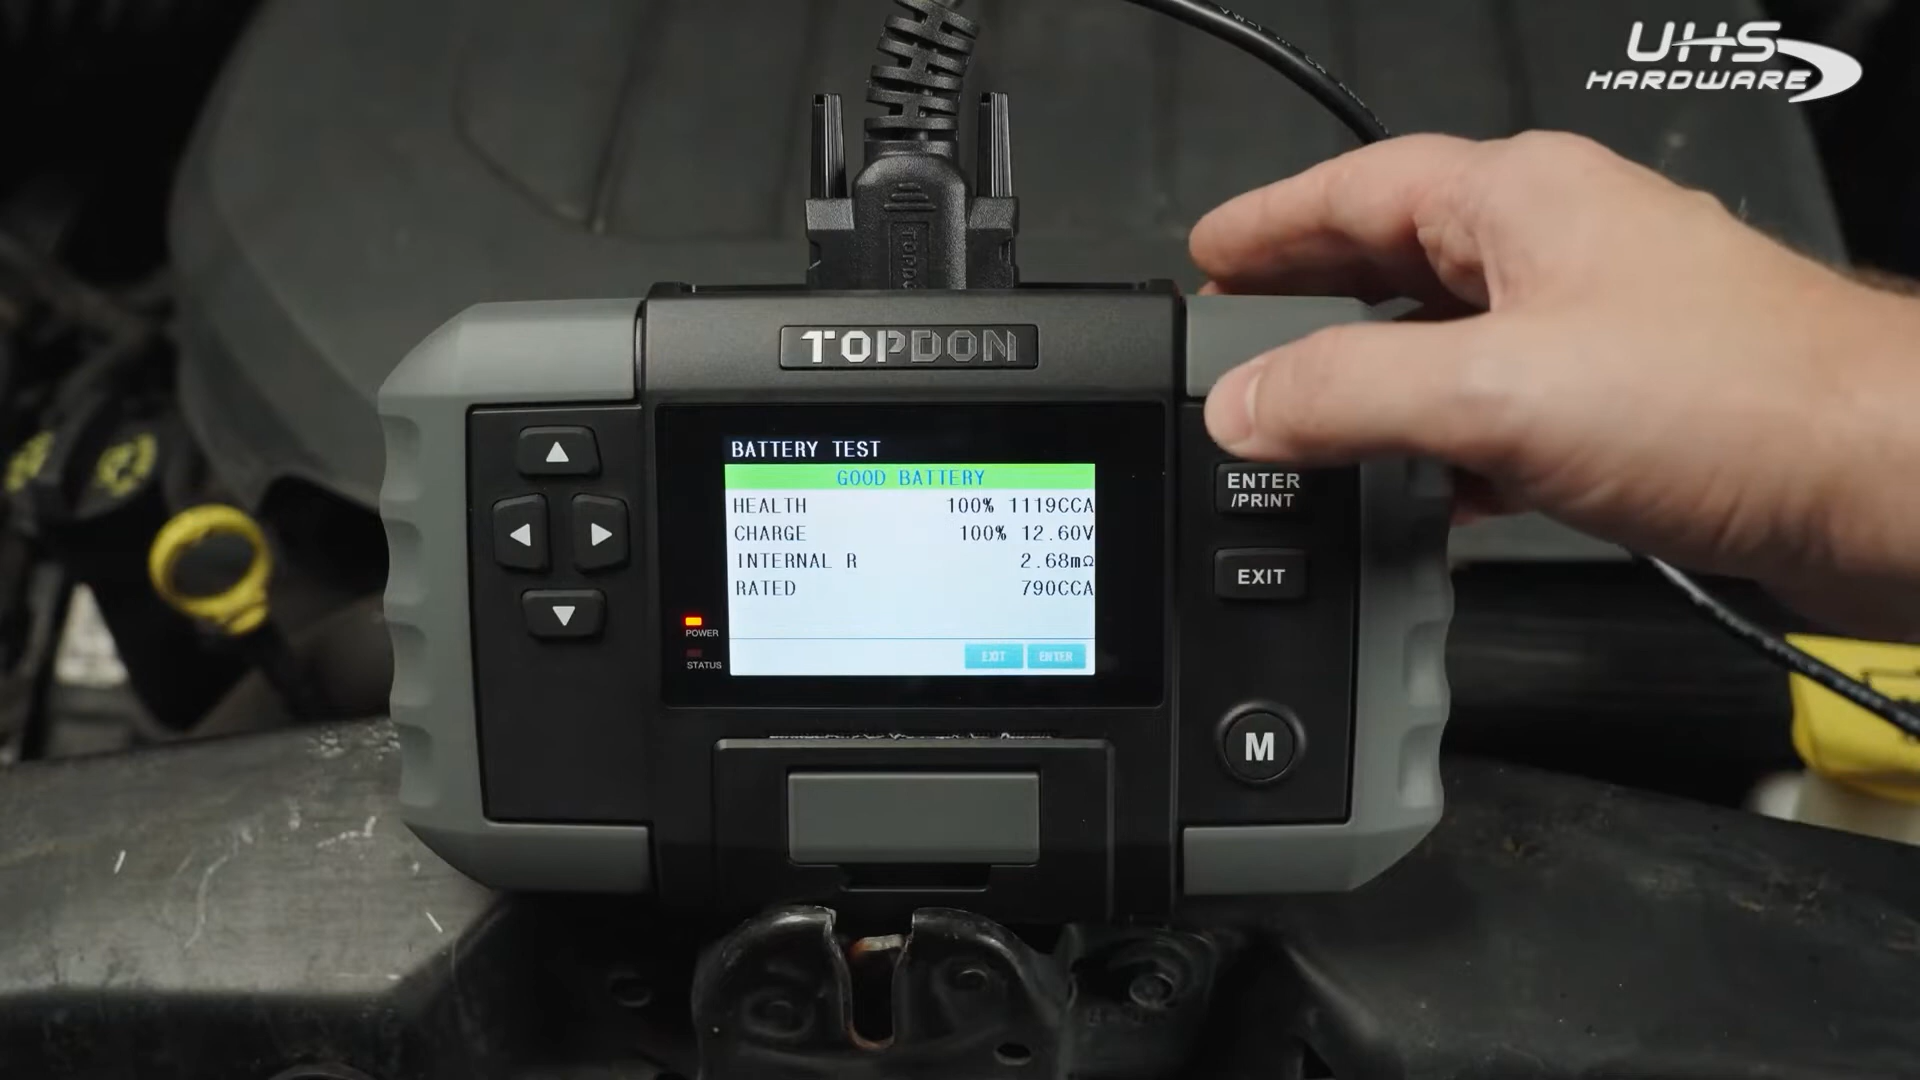 UHS
HARDWARE
TOPDON
BATTERY TEST
GOOD BATTERY
HEALTH 100% 1119CCA
CHARGE 100% 12.60V
INTERNAL R 2.68mΩ
RATED 790CCA
EXIT ENTER
POWER
STATUS
ENTER
/PRINT
EXIT
M